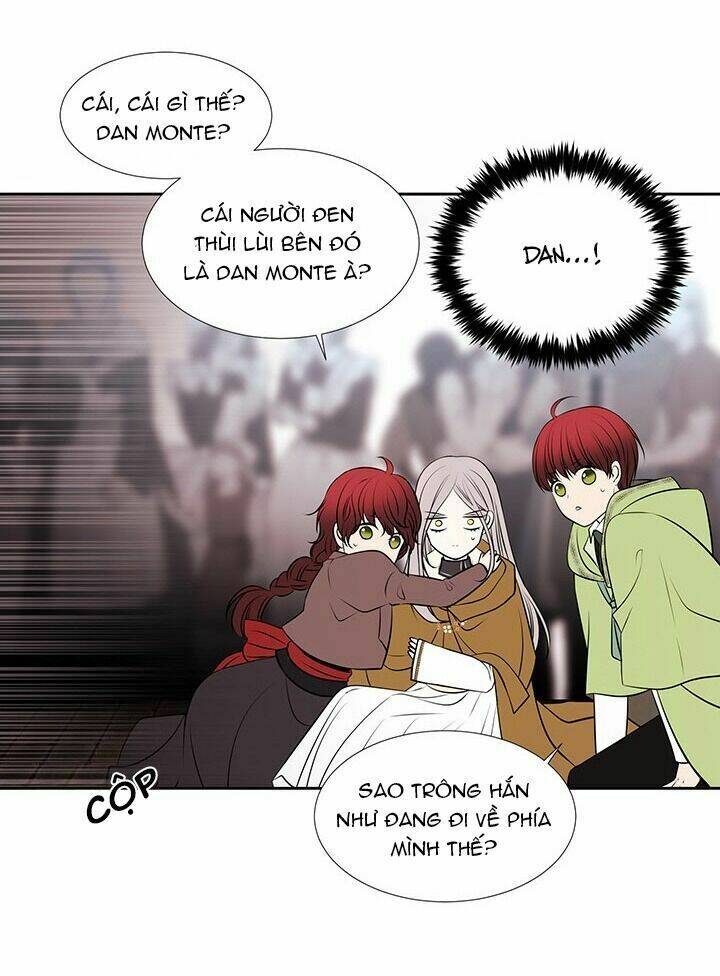 CÁI, CÁI GÌ THẾ?
DAN MONTE?
CÁI NGƯỜI ĐEN
THÙI LÙI BÊN ĐÓ
LÀ DAN MONTE À?
DAN...!
CỘP
SAO TRÔNG HẮN
NHƯ ĐANG ĐI VỀ PHÍA
MÌNH THẾ?